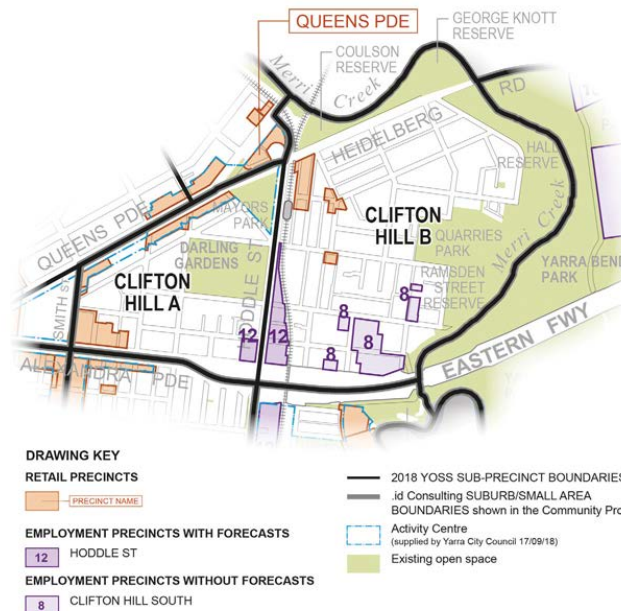 QUEENS PDE
GEORGE KNOTT
RESERVE
COULSON
RESERVE
Merri Creek
HEIDELBERG
RD
HALL
RESERVE
QUEENS PDE
MAYORS
PARK
DARLING
GARDENS
CLIFTON
HILL A
CLIFTON
HILL B
QUARRIES
PARK
Merri Creek
RAMSDEN
STREET
RESERVE
YARRA BEND
PARK
SMITH ST
HODDLE ST
12
12
8
8
8
8
EASTERN FWY
ALEXANDRA PDE
DRAWING KEY
RETAIL PRECINCTS
PRECINCT NAME
EMPLOYMENT PRECINCTS WITH FORECASTS
12 HODDLE ST
EMPLOYMENT PRECINCTS WITHOUT FORECASTS
8 CLIFTON HILL SOUTH
2018 YOSS SUB-PRECINCT BOUNDARIES
.id Consulting SUBURB/SMALL AREA
BOUNDARIES shown in the Community Pro
Activity Centre
(supplied by Yarra City Council 17/09/18)
Existing open space